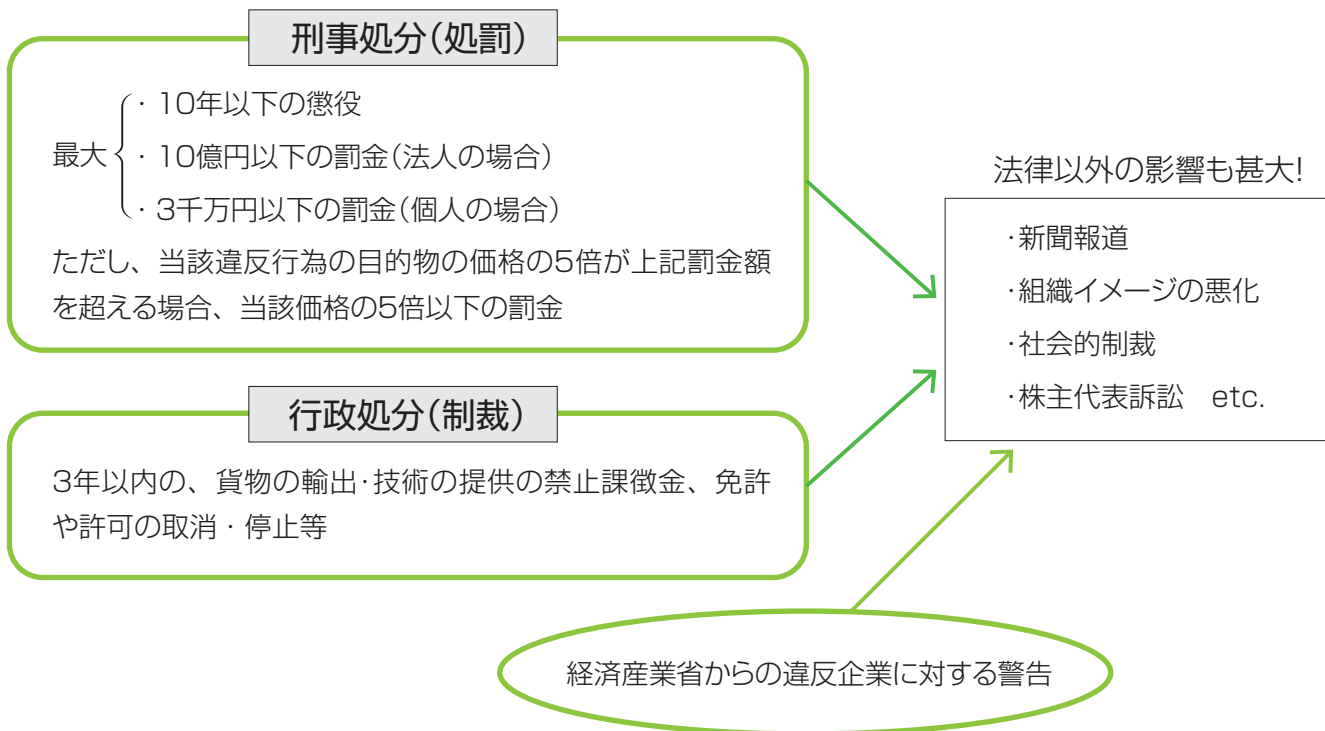 刑事処分(処罰)
最大
・10年以下の懲役
・10億円以下の罰金(法人の場合)
・3千万円以下の罰金(個人の場合)
ただし、当該違反行為の目的物の価格の5倍が上記罰金額
を超える場合、当該価格の5倍以下の罰金
行政処分(制裁)
3年以内の、貨物の輸出・技術の提供の禁止課徴金、免許
や許可の取消・停止等
法律以外の影響も甚大!
・新聞報道
・組織イメージの悪化
・社会的制裁
・株主代表訴訟 etc.
経済産業省からの違反企業に対する警告